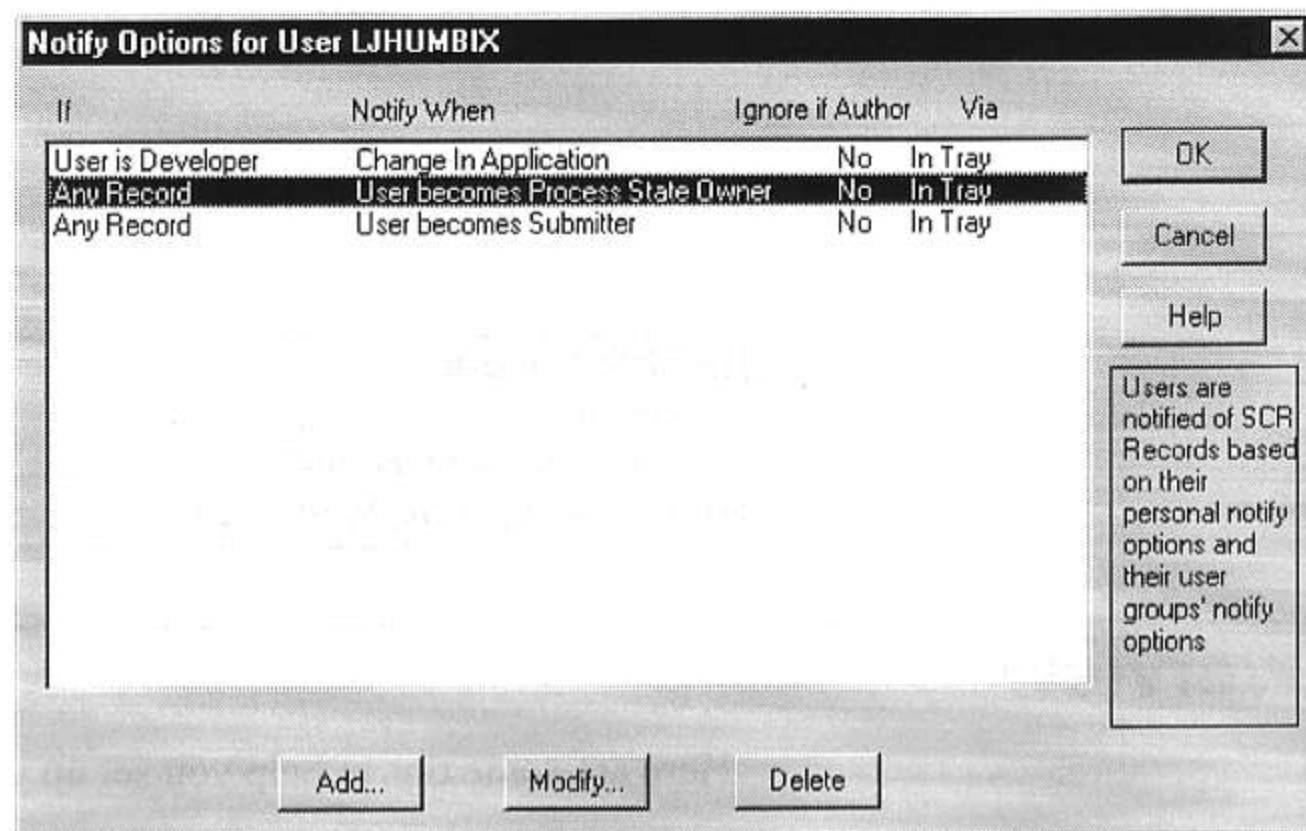 Notify Options for User LJHUMBIX
If Notify When Ignore if Author Via
User is Developer Change In Application No In Tray
Any Record User becomes Process State Owner No In Tray
Any Record User becomes Submitter No In Tray
OK
Cancel
Help
Users are
notified of SCR
Records based
on their
personal notify
options and
their user
groups' notify
options
Add... Modify... Delete